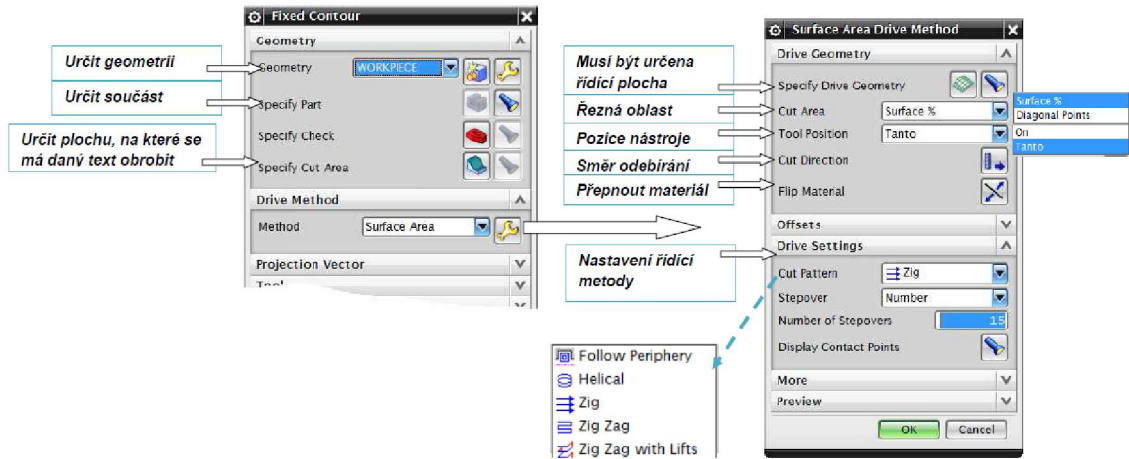 Fixed Contour
Geometry
Určit geometrii
Geometry
WORKPIECE
Určit součást
Specify Part
Specify Check
Určit plochu, na které se
má daný text obrobit
Specify Cut Area
Drive Method
Method
Surface Area
Projection Vector
Surface Area Drive Method
Drive Geometry
Musí být určena
řídící plocha
Specify Drive Geometry
Řezná oblast
Cut Area
Surface %
Surface %
Diagonal Points
Pozice nástroje
Tool Position
Tanto
On
Tanto
Směr odebírání
Cut Direction
Přepnout materiál
Flip Material
Offsets
Drive Settings
Nastavení řídící
metody
Cut Pattern
Zig
Stepover
Number
Number of Stepovers
15
Display Contact Points
More
Preview
OK
Cancel
Follow Periphery
Helical
Zig
Zig Zag
Zig Zag with Lifts